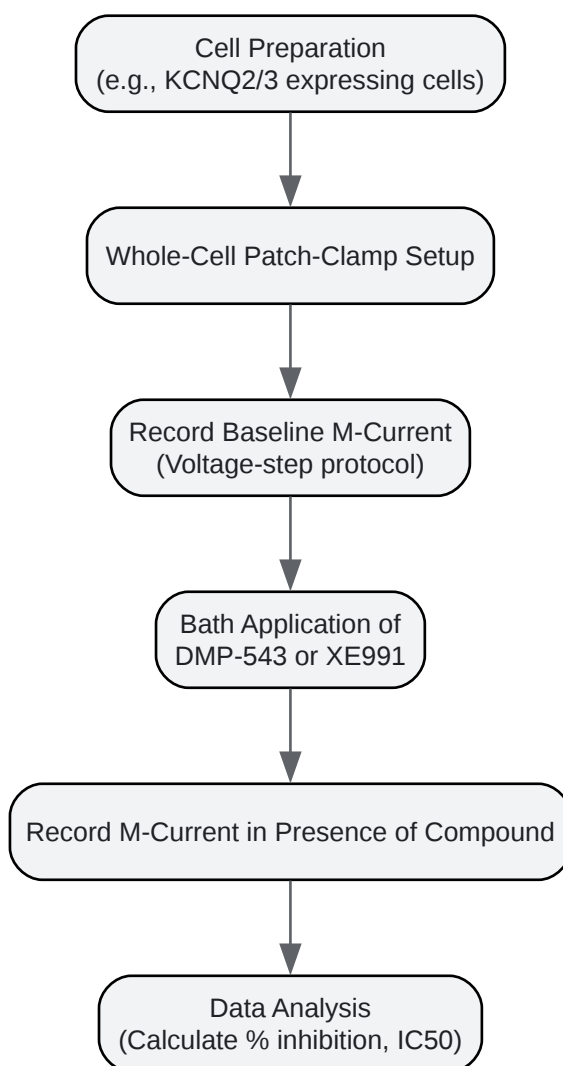 Cell Preparation
(e.g., KCNQ2/3 expressing cells)
Whole-Cell Patch-Clamp Setup
Record Baseline M-Current
(Voltage-step protocol)
Bath Application of
DMP-543 or XE991
Record M-Current in Presence of Compound
Data Analysis
(Calculate % inhibition, IC50)